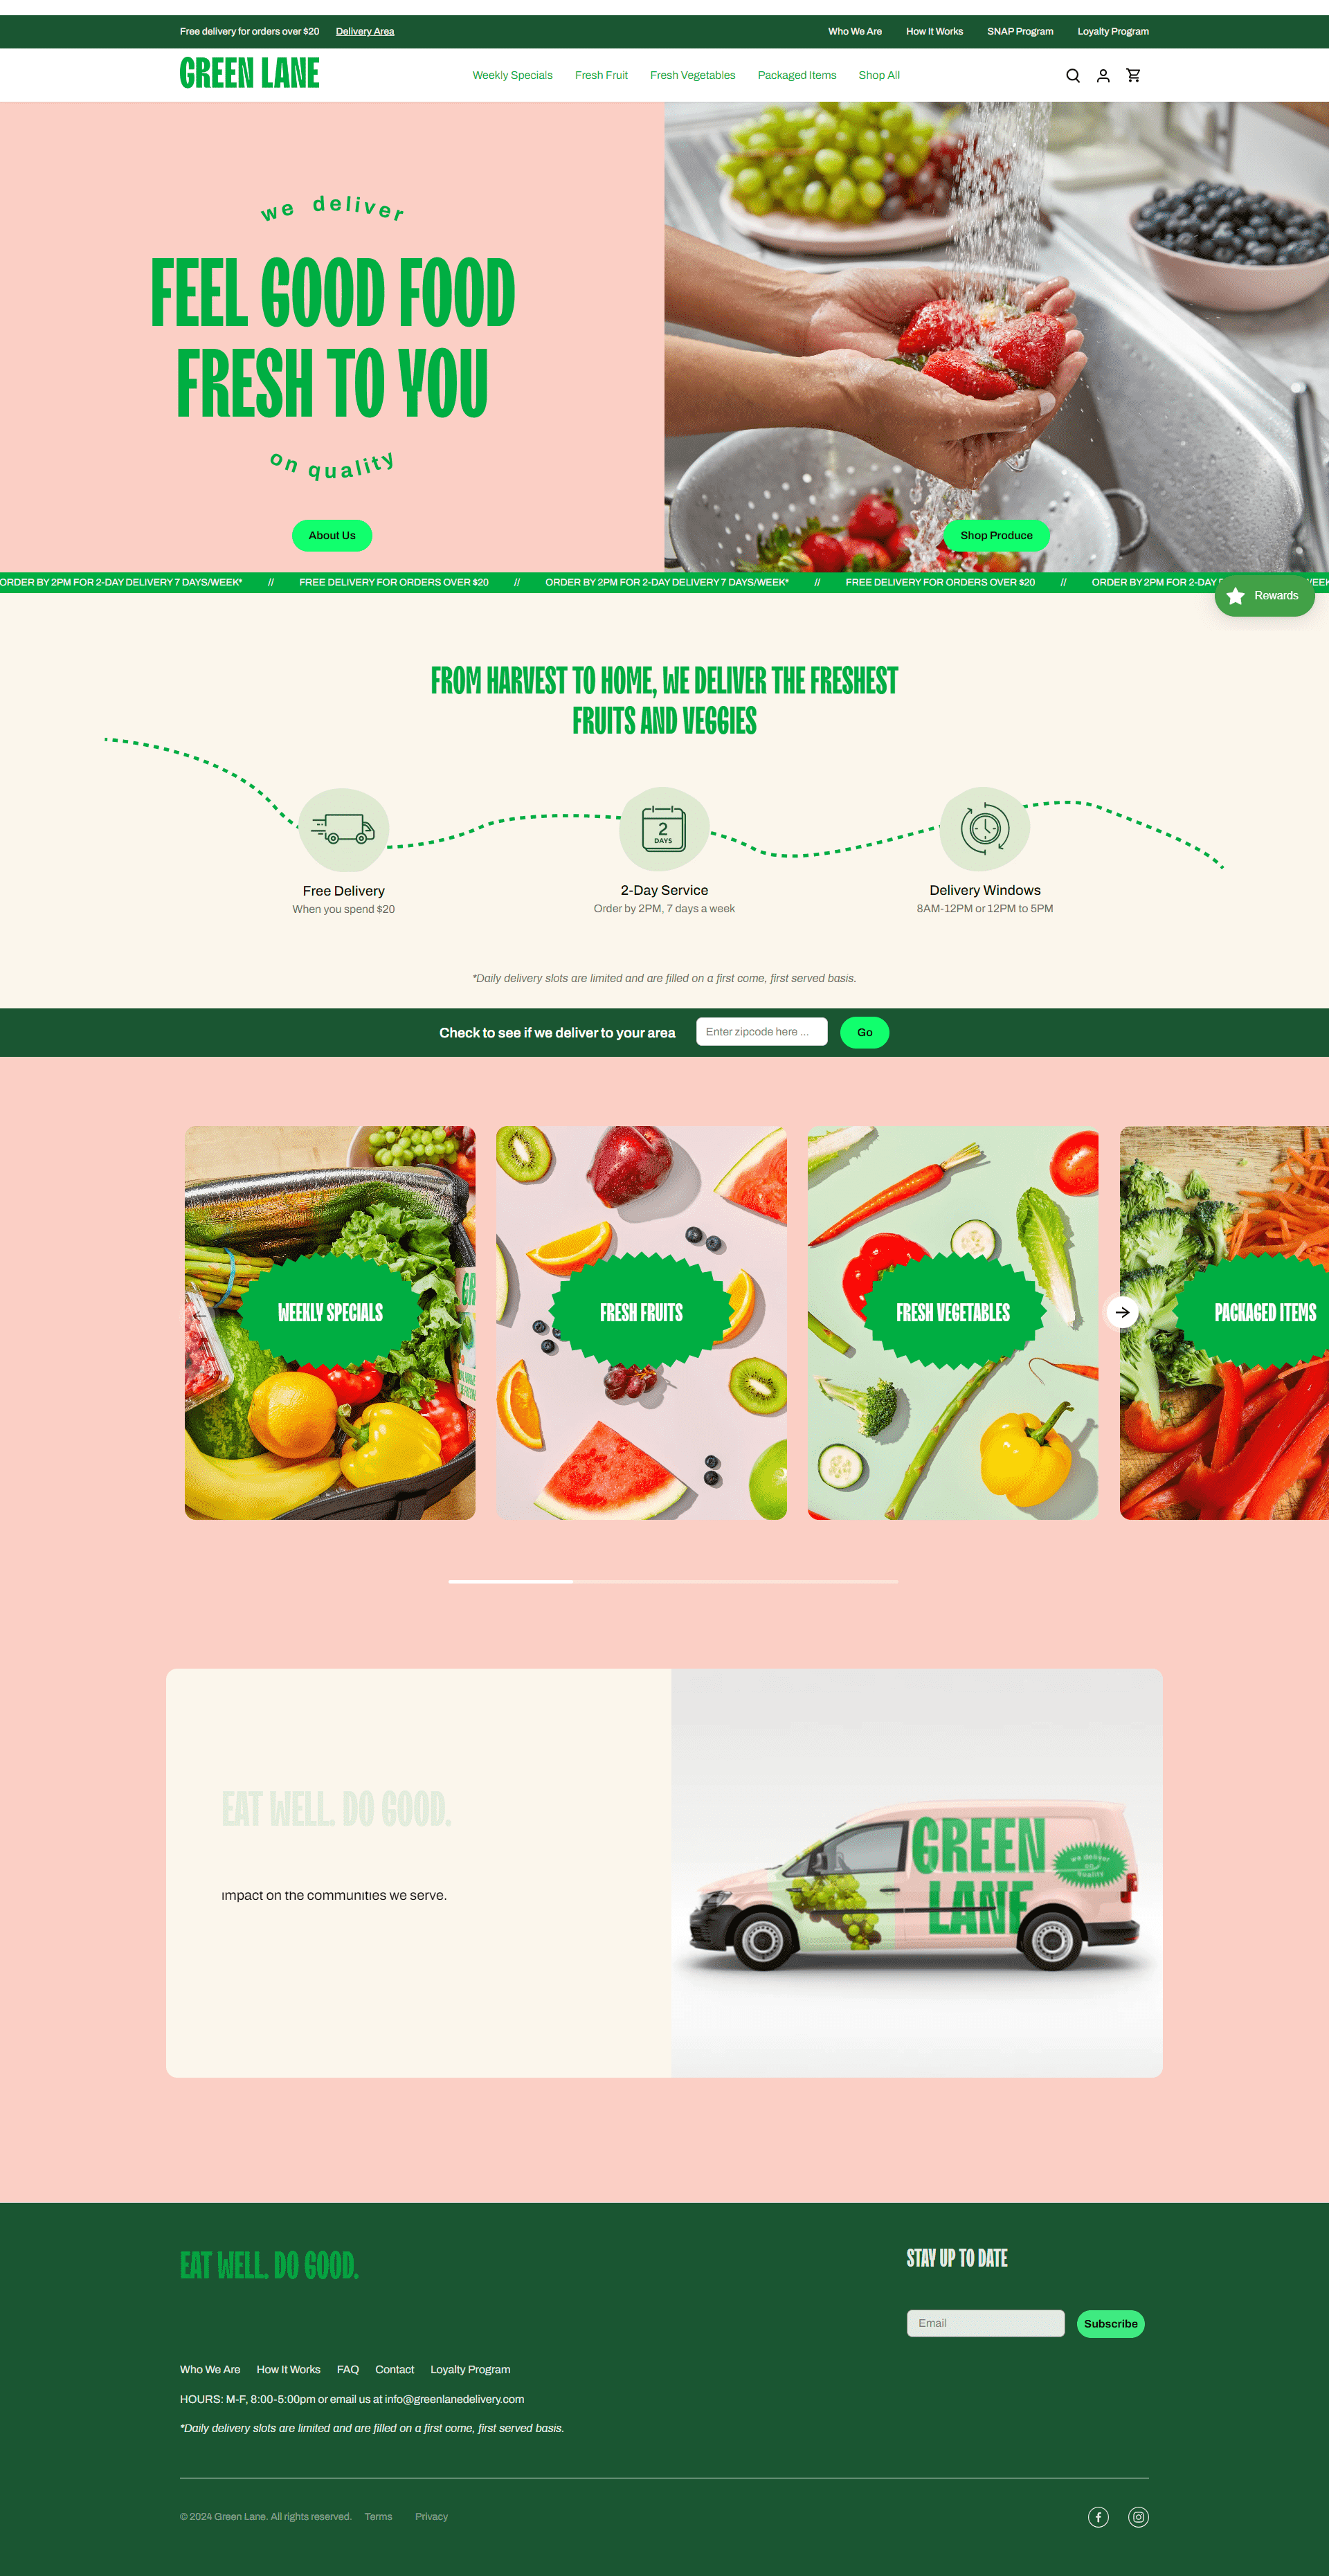 Free delivery for orders over $20 Delivery Area Who We Are How It Works SNAP Program Loyalty Program
GREEN LANE Weekly Specials Fresh Fruit Fresh Vegetables Packaged Items Shop All
we deliver
FEEL GOOD FOOD
FRESH TO YOU
on quality
About Us Shop Produce
ORDER BY 2PM FOR 2-DAY DELIVERY 7 DAYS/WEEK* // FREE DELIVERY FOR ORDERS OVER $20 // ORDER BY 2PM FOR 2-DAY DELIVERY 7 DAYS/WEEK* // FREE DELIVERY FOR ORDERS OVER $20 // ORDER BY 2PM FOR 2-DAY
Rewards
FROM HARVEST TO HOME, WE DELIVER THE FRESHEST
FRUITS AND VEGGIES
2
DAYS
Free Delivery 2-Day Service Delivery Windows
When you spend $20 Order by 2PM, 7 days a week 8AM-12PM or 12PM to 5PM
*Daily delivery slots are limited and are filled on a first come, first served basis.
Check to see if we deliver to your area Enter zipcode here ... Go
WEEKLY SPECIALS FRESH FRUITS FRESH VEGETABLES PACKAGED ITEMS
EAT WELL. DO GOOD.
impact on the communities we serve.
GREEN
LANE
we deliver
on
quality
EAT WELL. DO GOOD. STAY UP TO DATE
Email Subscribe
Who We Are How It Works FAQ Contact Loyalty Program
HOURS: M-F, 8:00-5:00pm or email us at info@greenlanedelivery.com
*Daily delivery slots are limited and are filled on a first come, first served basis.
© 2024 Green Lane. All rights reserved. Terms Privacy